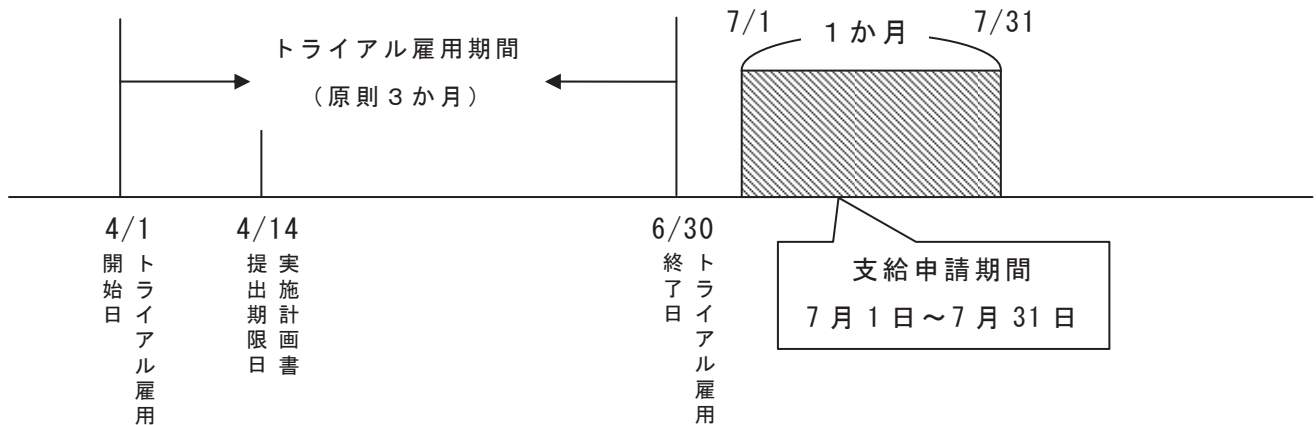 7/1
1か月
7/31
トライアル雇用期間
（原則３か月）
4/1
トライアル雇用
開始日
4/14
実施計画書
提出期限日
6/30
トライアル雇用
終了日
支給申請期間
7月1日～7月31日